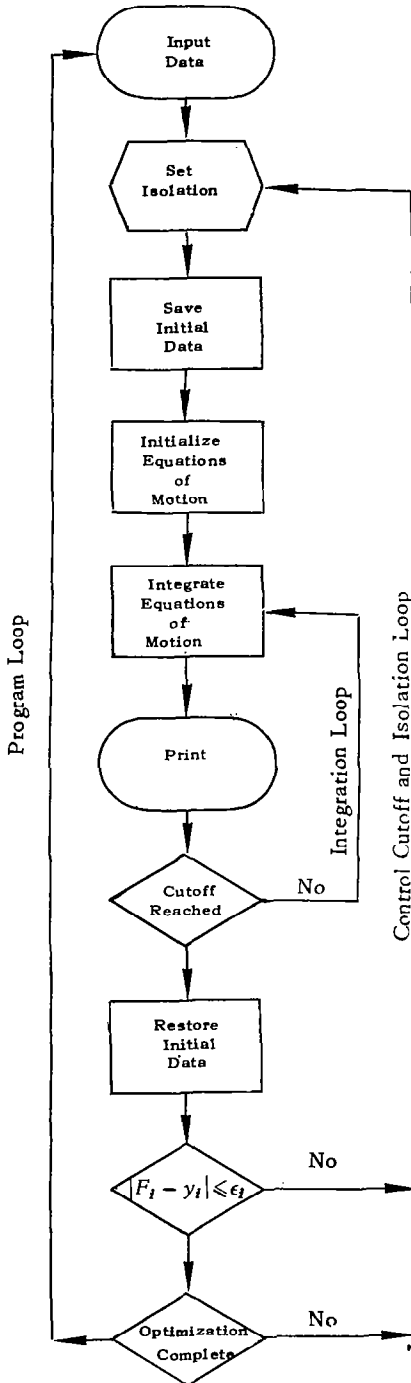 Input
Data
Set
Isolation
Save
Initial
Data
Initialize
Equations
of
Motion
Integrate
Equations
of
Motion
Print
Cutoff
Reached
No
Restore
Initial
Data
|F_i - y_i| ≤ ε_i
No
Optimization
Complete
No
Program Loop
Integration Loop
Control Cutoff and Isolation Loop